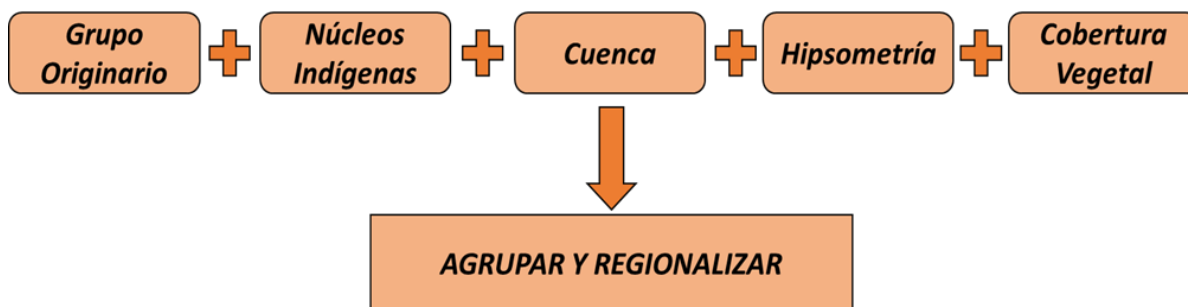 Grupo
Originario
Núcleos
Indígenas
Cuenca
Hipsometría
Cobertura
Vegetal
AGRUPAR Y REGIONALIZAR